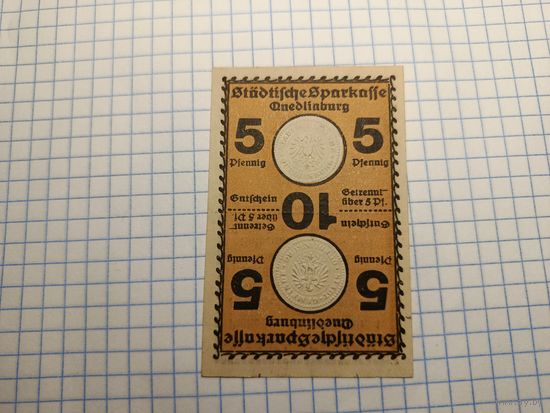 Städtische Sparkasse
Quedlinburg
5 5
Pfennig Pfennig
Gutschein Getrennt
über 5 Pf.
10
Gutschein Getrennt
über 5 Pf.
Pfennig Pfennig
5 5
Quedlinburg
Städtische Sparkasse